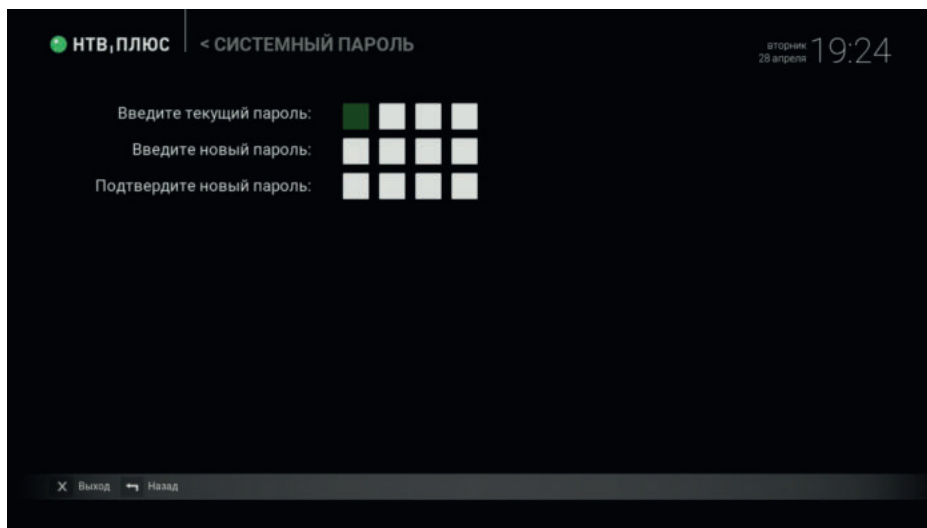 НТВ ПЛЮС
< СИСТЕМНЫЙ ПАРОЛЬ
вторник
28 апреля
19:24
Введите текущий пароль:
Введите новый пароль:
Подтвердите новый пароль:
X Выход Назад